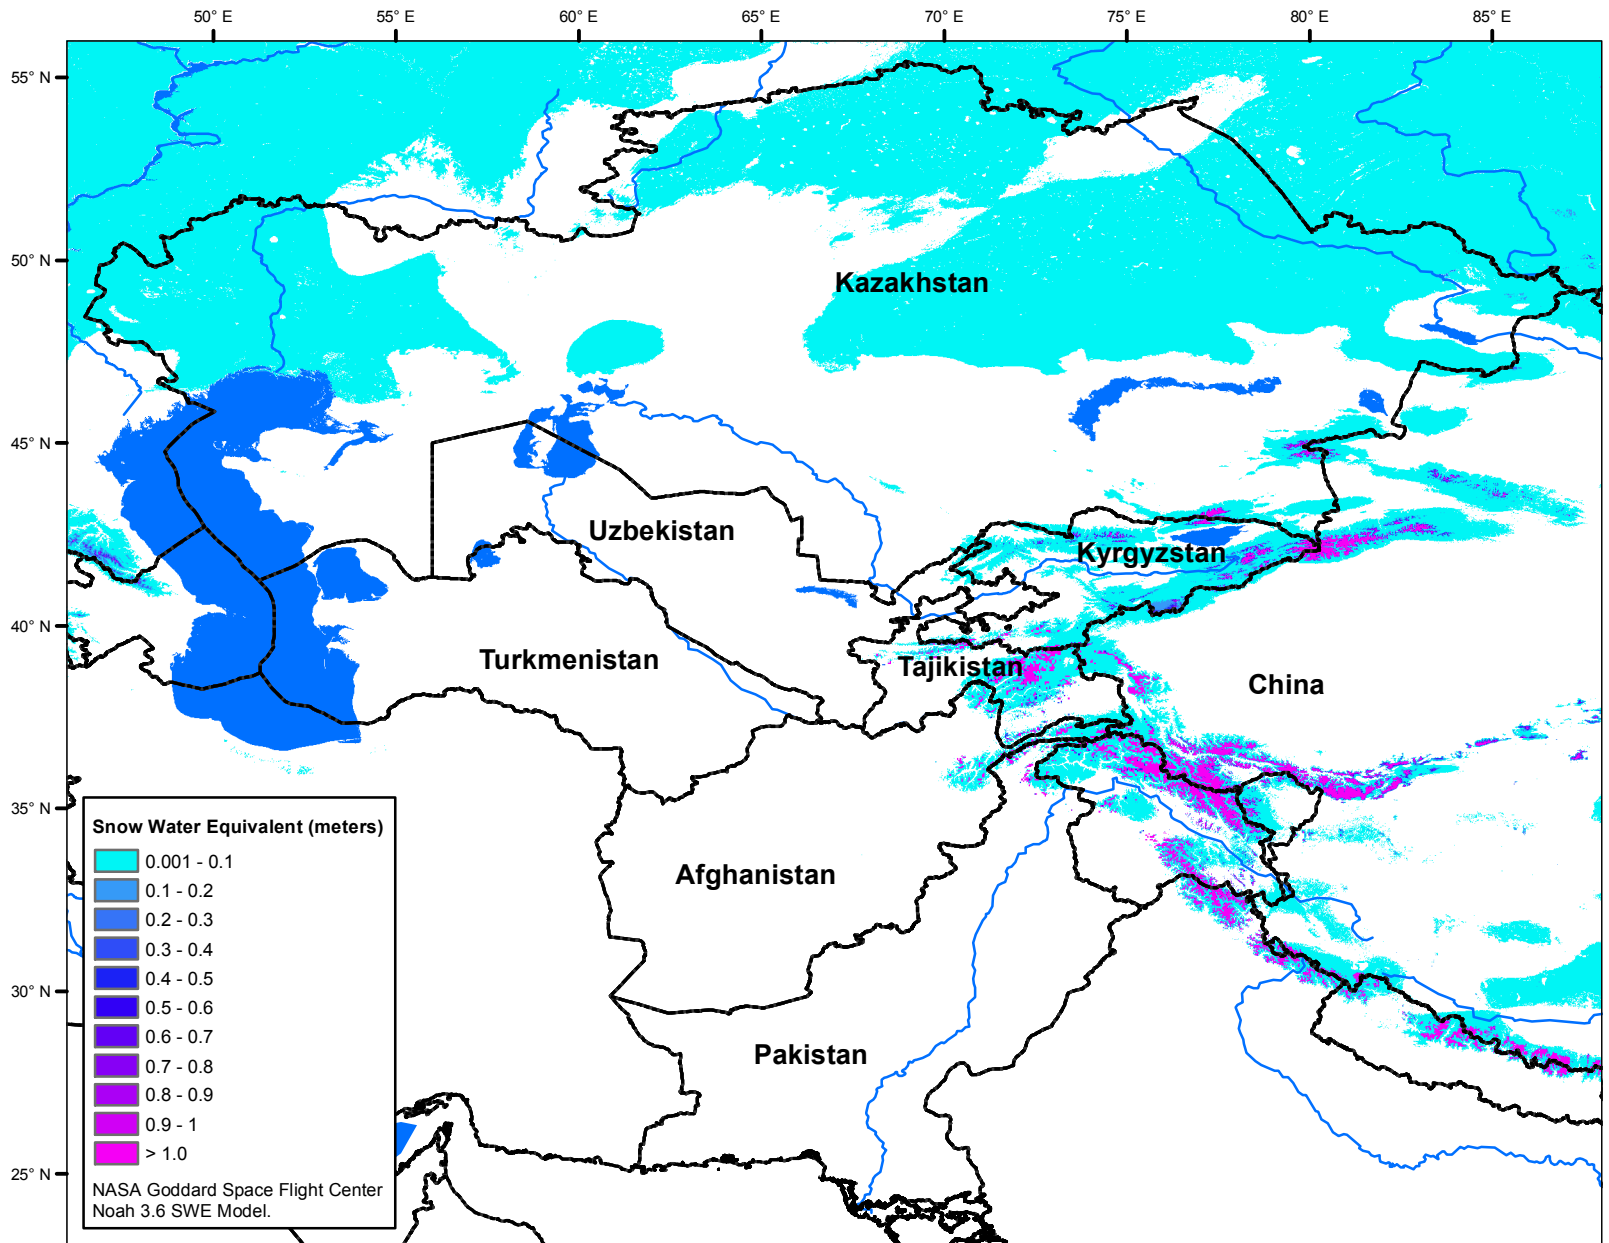 50° E 55° E 60° E 65° E 70° E 75° E 80° E 85° E
55° N
50° N
Kazakhstan
45° N
Uzbekistan
Kyrgyzstan
40° N
Turkmenistan
Tajikistan
China
35° N
Snow Water Equivalent (meters)
0.001 - 0.1
0.1 - 0.2
Afghanistan
0.2 - 0.3
0.3 - 0.4
0.4 - 0.5
30° N
0.5 - 0.6
0.6 - 0.7
Pakistan
0.7 - 0.8
0.8 - 0.9
0.9 - 1
> 1.0
25° N
NASA Goddard Space Flight Center
Noah 3.6 SWE Model.